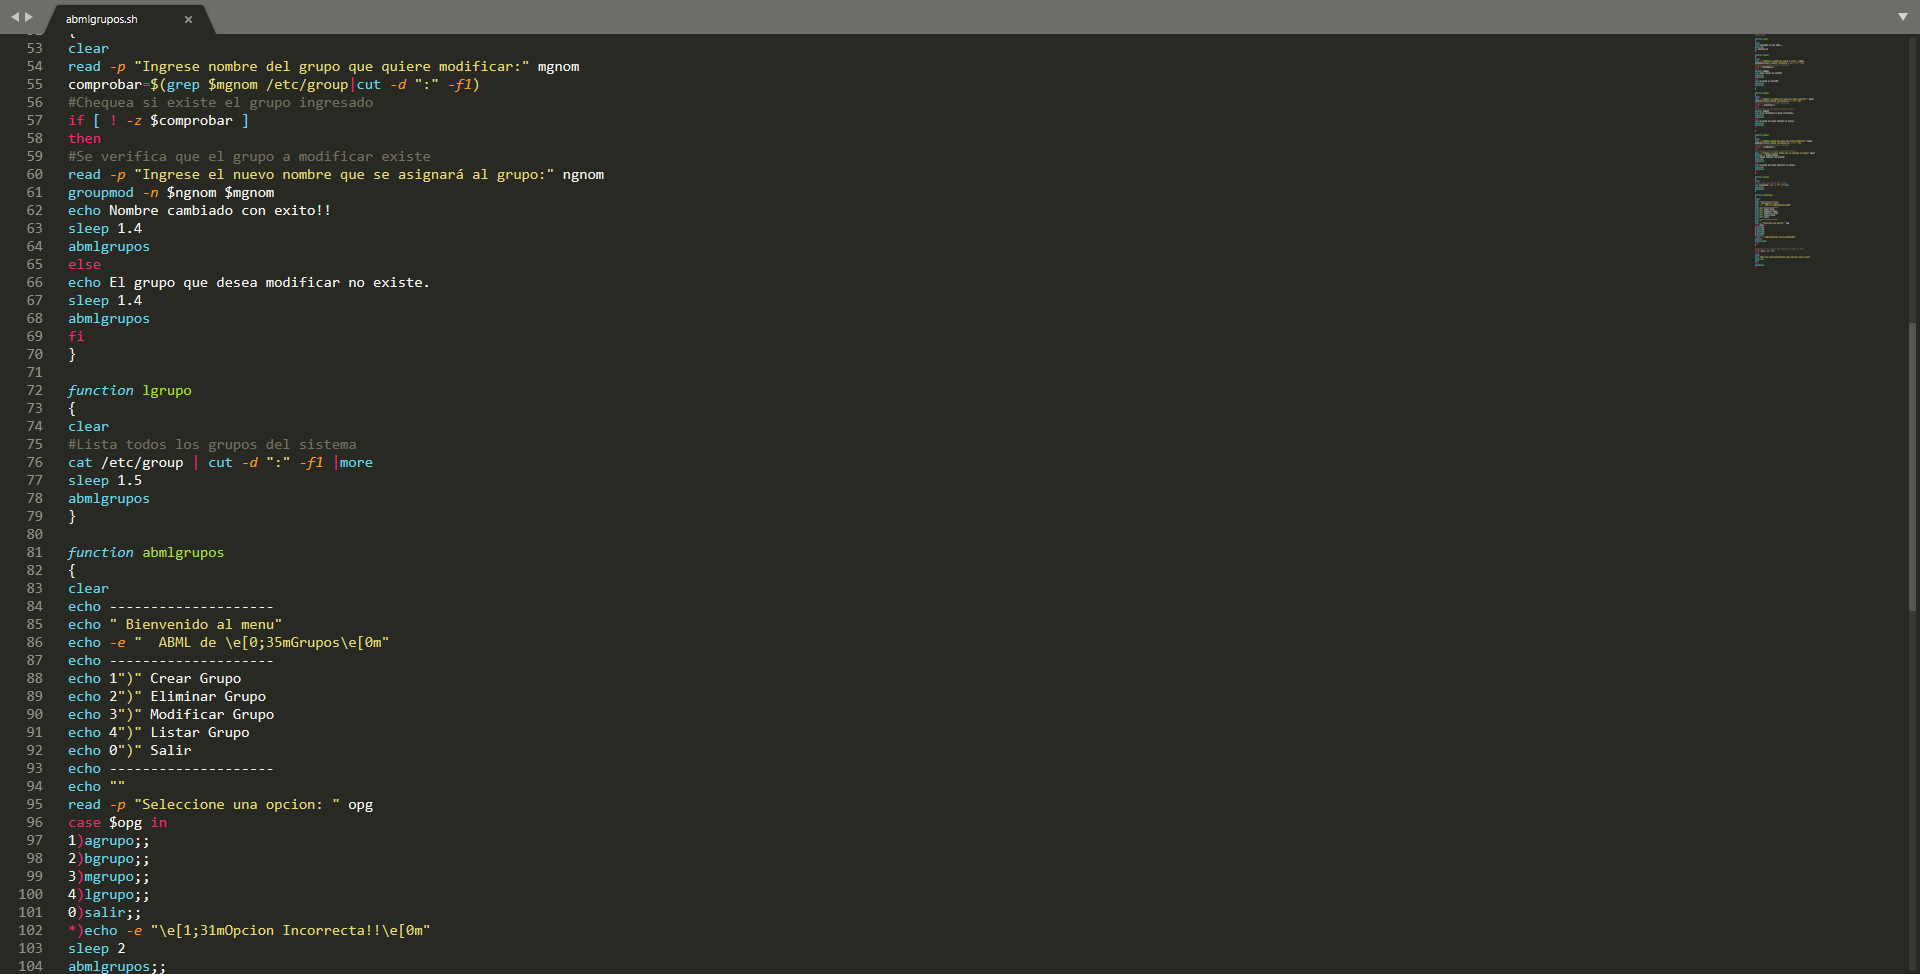 abmlgrupos.sh
{
53 clear
54 read -p "Ingrese nombre del grupo que quiere modificar:" mgnom
55 comprobar=$(grep $mgnom /etc/group|cut -d ":" -f1)
56 #Chequea si existe el grupo ingresado
57 if [ ! -z $comprobar ]
58 then
59 #Se verifica que el grupo a modificar existe
60 read -p "Ingrese el nuevo nombre que se asignará al grupo:" ngnom
61 groupmod -n $ngnom $mgnom
62 echo Nombre cambiado con exito!!
63 sleep 1.4
64 abmlgrupos
65 else
66 echo El grupo que desea modificar no existe.
67 sleep 1.4
68 abmlgrupos
69 fi
70 }
71
72 function lgrupo
73 {
74 clear
75 #Lista todos los grupos del sistema
76 cat /etc/group | cut -d ":" -f1 |more
77 sleep 1.5
78 abmlgrupos
79 }
80
81 function abmlgrupos
82 {
83 clear
84 echo --------------------
85 echo " Bienvenido al menu"
86 echo -e "  ABML de \e[0;35mGrupos\e[0m"
87 echo --------------------
88 echo 1")" Crear Grupo
89 echo 2")" Eliminar Grupo
90 echo 3")" Modificar Grupo
91 echo 4")" Listar Grupo
92 echo 0")" Salir
93 echo --------------------
94 echo ""
95 read -p "Seleccione una opcion: " opg
96 case $opg in
97 1)agrupo;;
98 2)bgrupo;;
99 3)mgrupo;;
100 4)lgrupo;;
101 0)salir;;
102 *)echo -e "\e[1;31mOpcion Incorrecta!!\e[0m"
103 sleep 2
104 abmlgrupos;;